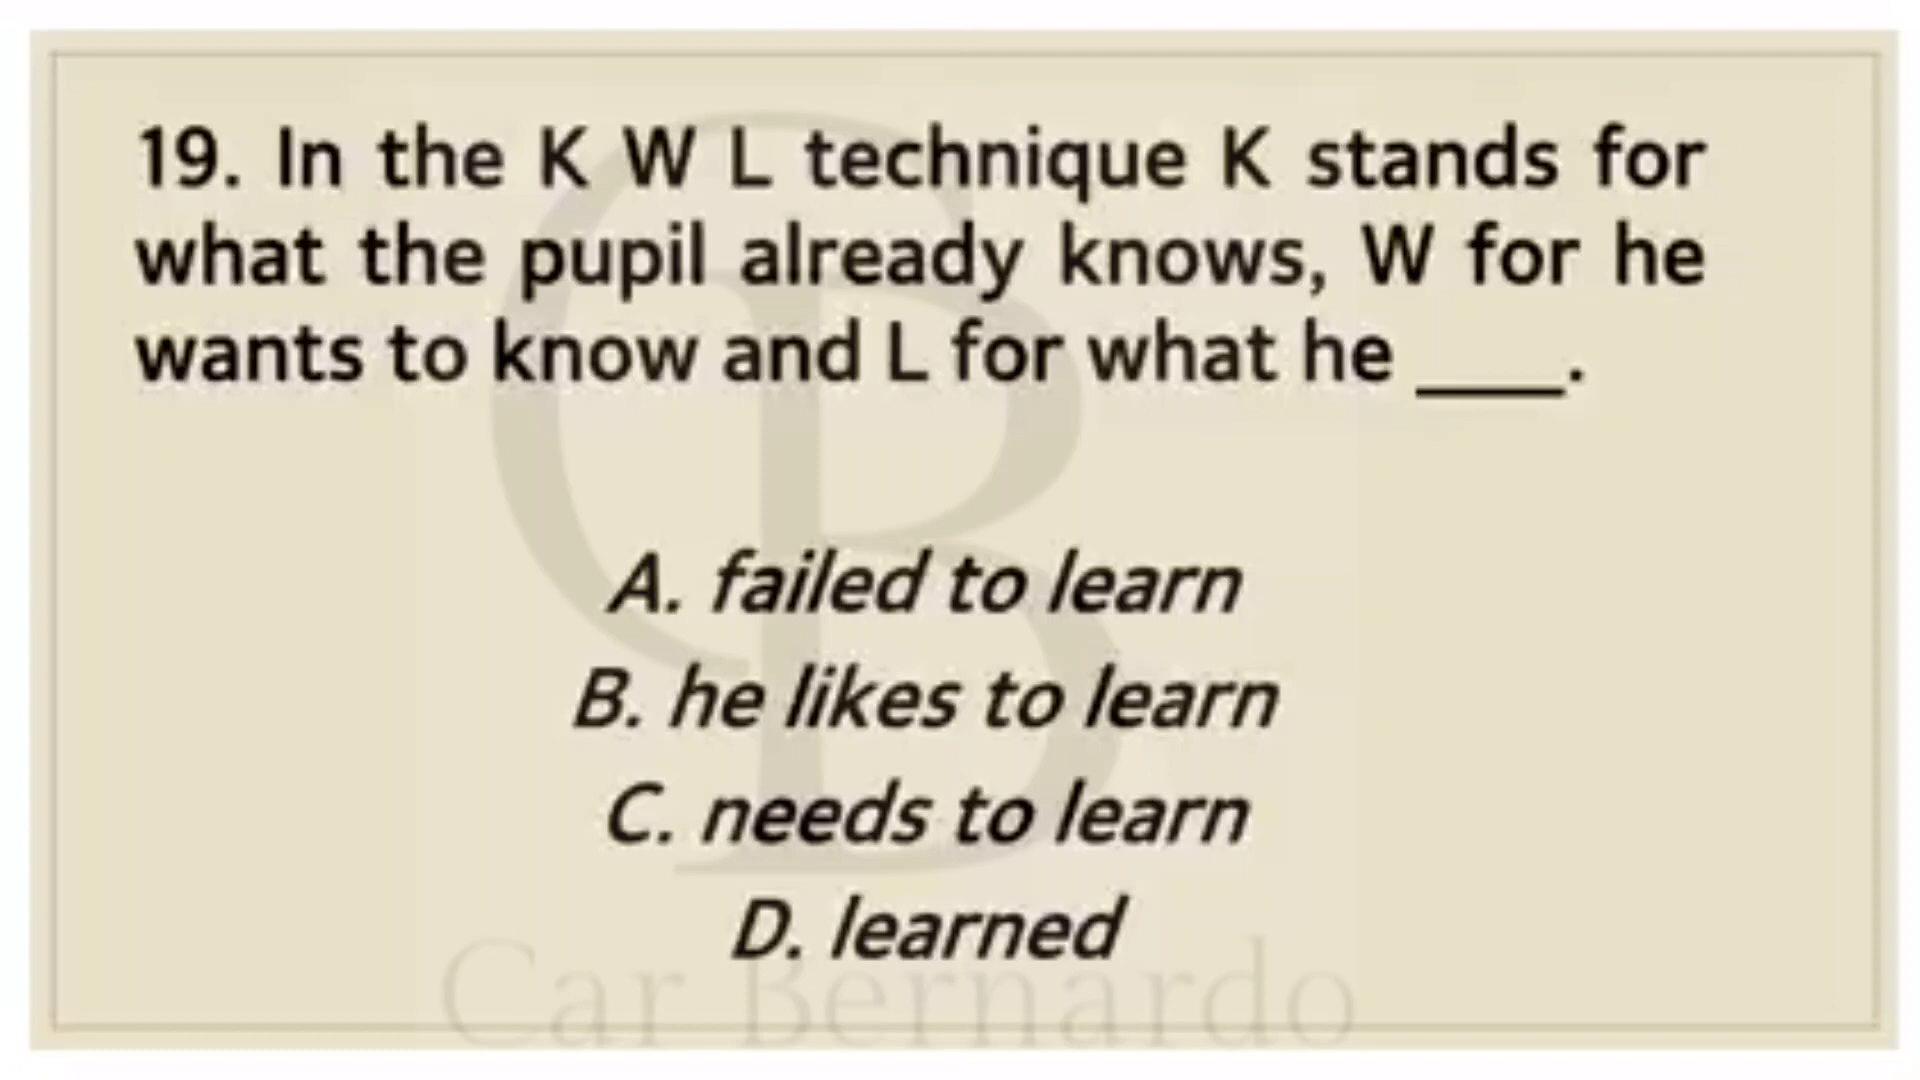 19. In the K W L technique K stands for
what the pupil already knows, W for he
wants to know and L for what he ____.
A. failed to learn
B. he likes to learn
C. needs to learn
D. learned
Car Bernardo